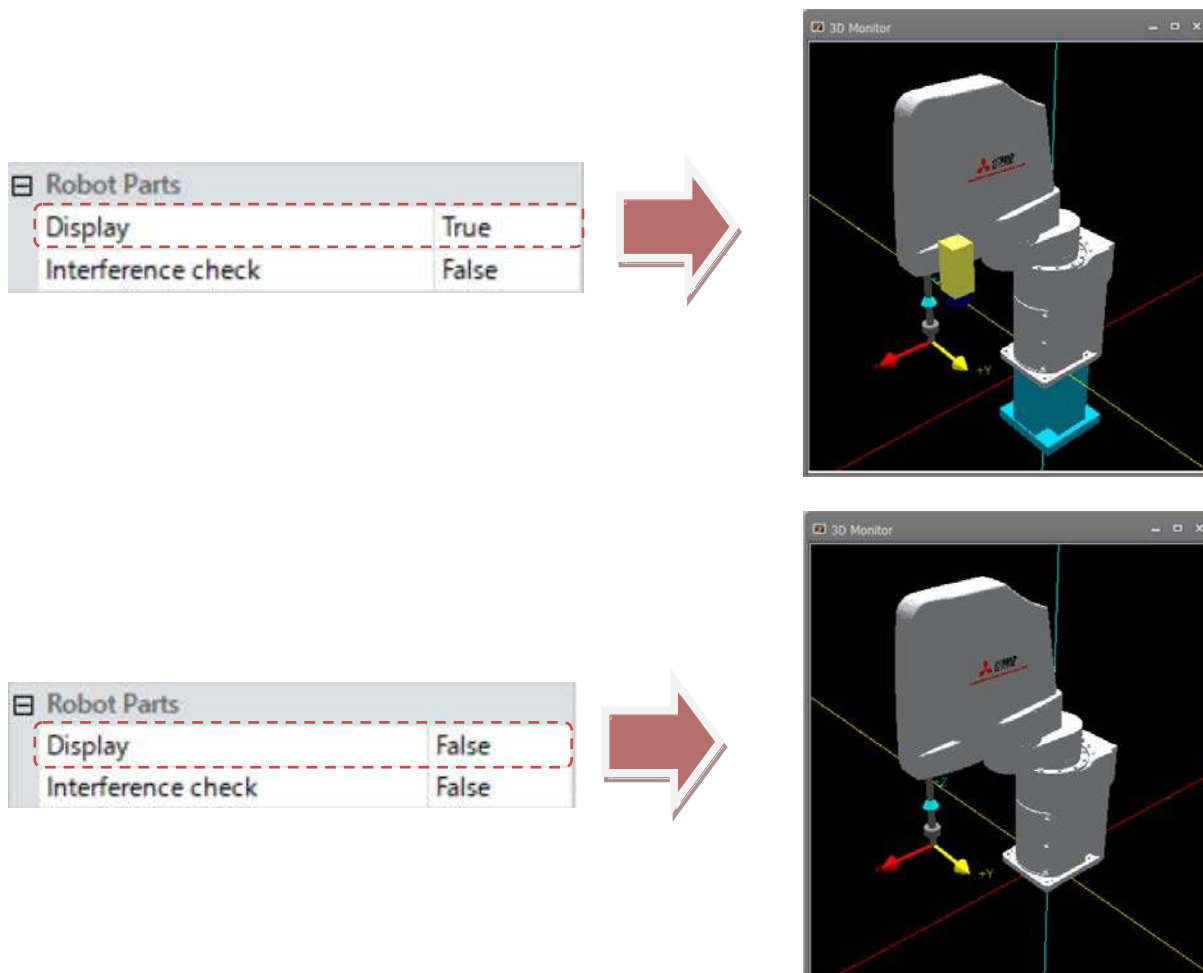 3D Monitor
Robot Parts
Display True
Interference check False
+Y
3D Monitor
Robot Parts
Display False
Interference check False
+Y